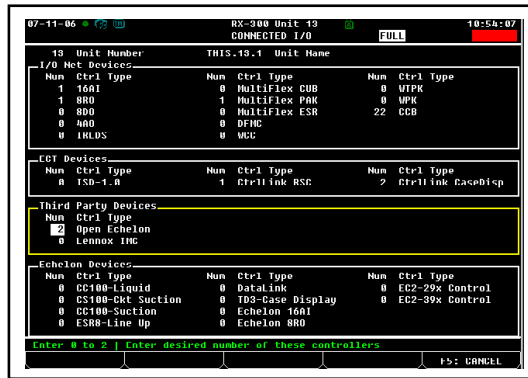 07-11-06 RX-300 Unit 13 10:54:07
CONNECTED I/O FULL
13 Unit Number THIS.13.1 Unit Name
I/O Net Devices
Num Ctrl Type Num Ctrl Type Num Ctrl Type
1 16AI 0 MultiFlex CUB 0 WTPK
1 8RO 1 MultiFlex PAK 0 WPK
0 8DO 0 MultiFlex ESR 22 CCB
0 4AO 0 DFMC
0 IRLDS 0 WCC
ECT Devices
Num Ctrl Type Num Ctrl Type Num Ctrl Type
0 ISD-1.0 1 CtrlLink RSC 2 CtrlLink CaseDisp
Third Party Devices
Num Ctrl Type
2 Open Echelon
0 Lennox IMC
Echelon Devices
Num Ctrl Type Num Ctrl Type Num Ctrl Type
0 CC100-Liquid 0 DataLink 0 EC2-29x Control
0 CS100-Ckt Suction 0 TD3-Case Display 0 EC2-39x Control
0 CC100-Suction 0 Echelon 16AI
0 ESR8-Line Up 0 Echelon 8RO
Enter 0 to 2 | Enter desired number of these controllers
F5: CANCEL